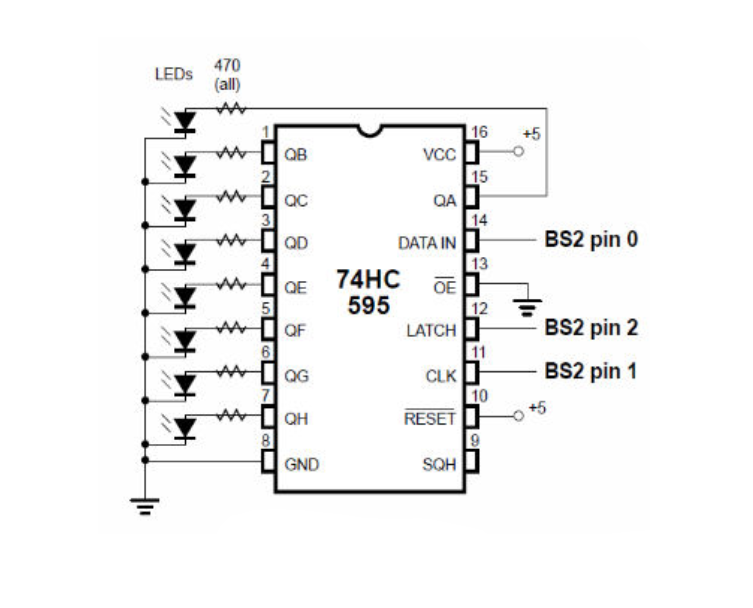 LEDs
470
(all)
1
16
+5
QB
VCC
2
15
QC
QA
3
14
QD
DATA IN
BS2 pin 0
4
13
QE
OE
74HC
595
5
12
QF
LATCH
BS2 pin 2
6
11
QG
CLK
BS2 pin 1
7
10
+5
QH
RESET
8
9
GND
SQH